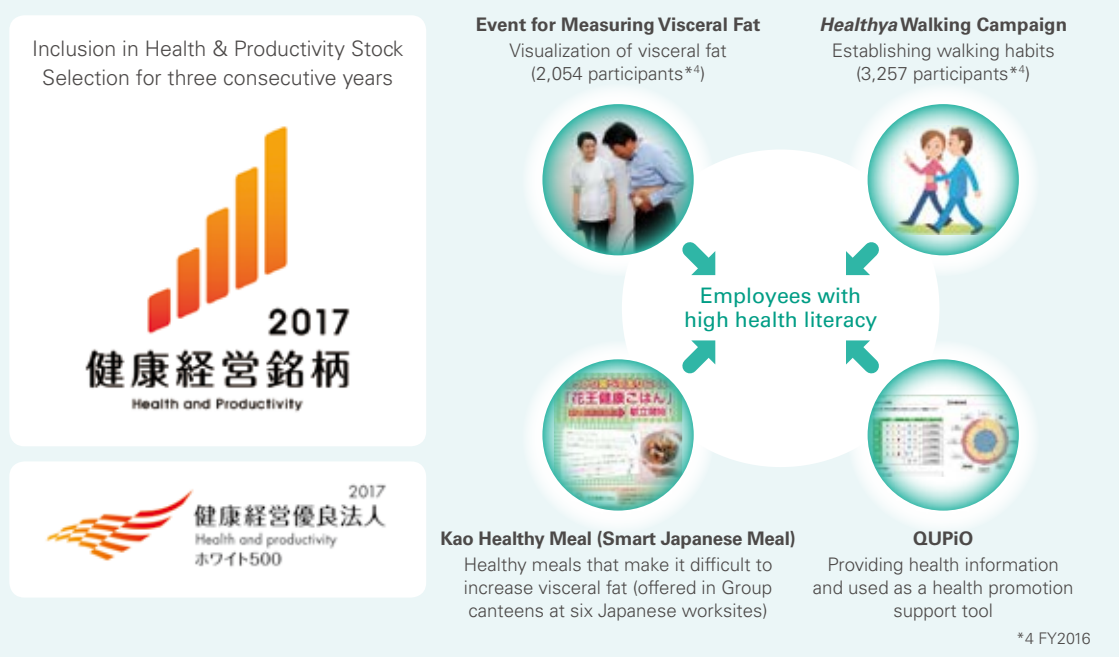 Inclusion in Health & Productivity Stock
Selection for three consecutive years
2017
健康経営銘柄
Health and Productivity
2017
健康経営優良法人
Health and productivity
ホワイト500
Event for Measuring Visceral Fat
Visualization of visceral fat
(2,054 participants*4)
Healthya Walking Campaign
Establishing walking habits
(3,257 participants*4)
Employees with
high health literacy
「花王健康ごはん」
Kao Healthy Meal (Smart Japanese Meal)
Healthy meals that make it difficult to
increase visceral fat (offered in Group
canteens at six Japanese worksites)
QUPiO
Providing health information
and used as a health promotion
support tool
*4 FY2016